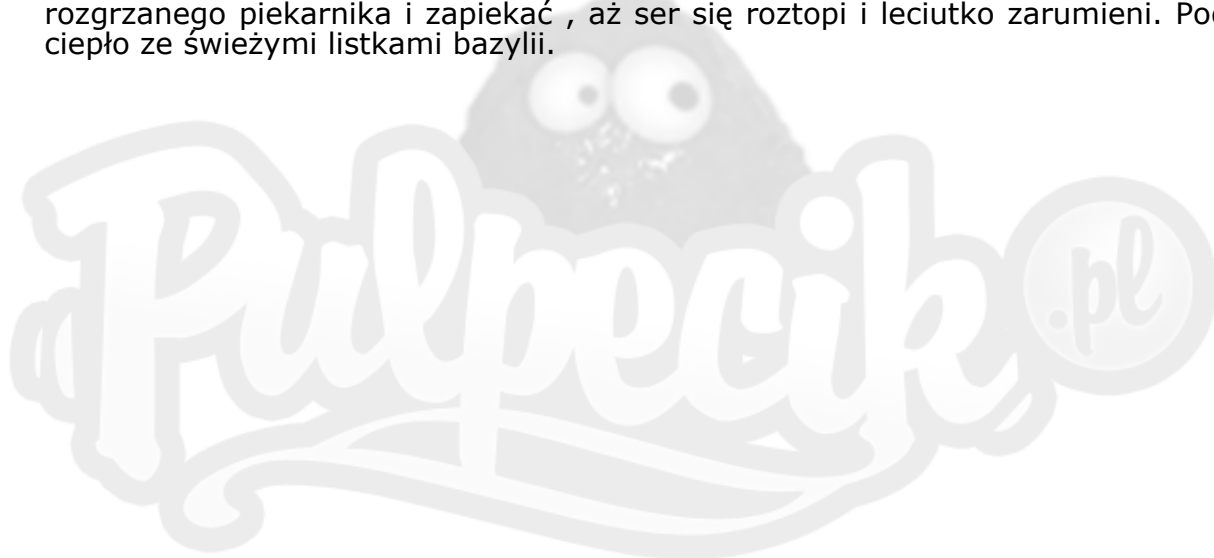 rozgrzanego piekarnika i zapiekać , aż ser się roztopi i leciutko zarumieni.
ciepło ze świeżymi listkami bazylii.
Pulpecik .pl